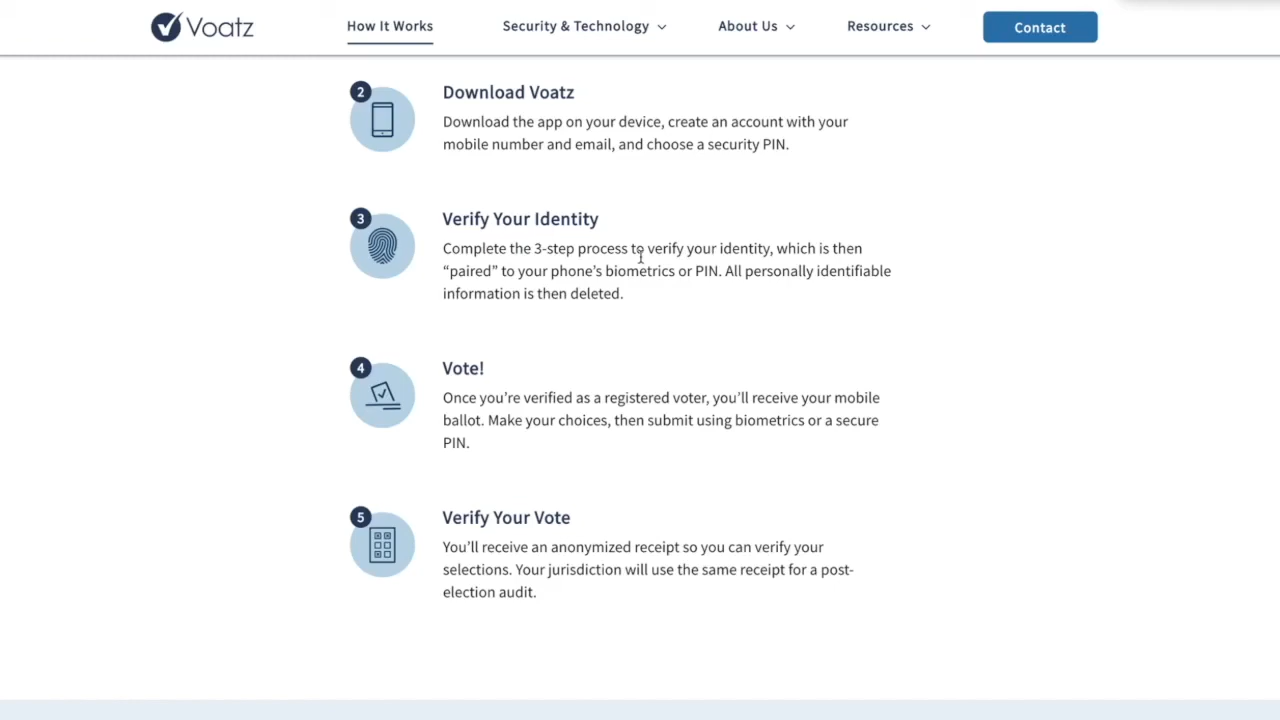 Voatz
How It Works
Security & Technology
About Us
Resources
Contact
2
Download Voatz
Download the app on your device, create an account with your
mobile number and email, and choose a security PIN.
3
Verify Your Identity
Complete the 3-step process to verify your identity, which is then
“paired” to your phone’s biometrics or PIN. All personally identifiable
information is then deleted.
4
Vote!
Once you’re verified as a registered voter, you’ll receive your mobile
ballot. Make your choices, then submit using biometrics or a secure
PIN.
5
Verify Your Vote
You’ll receive an anonymized receipt so you can verify your
selections. Your jurisdiction will use the same receipt for a post-
election audit.